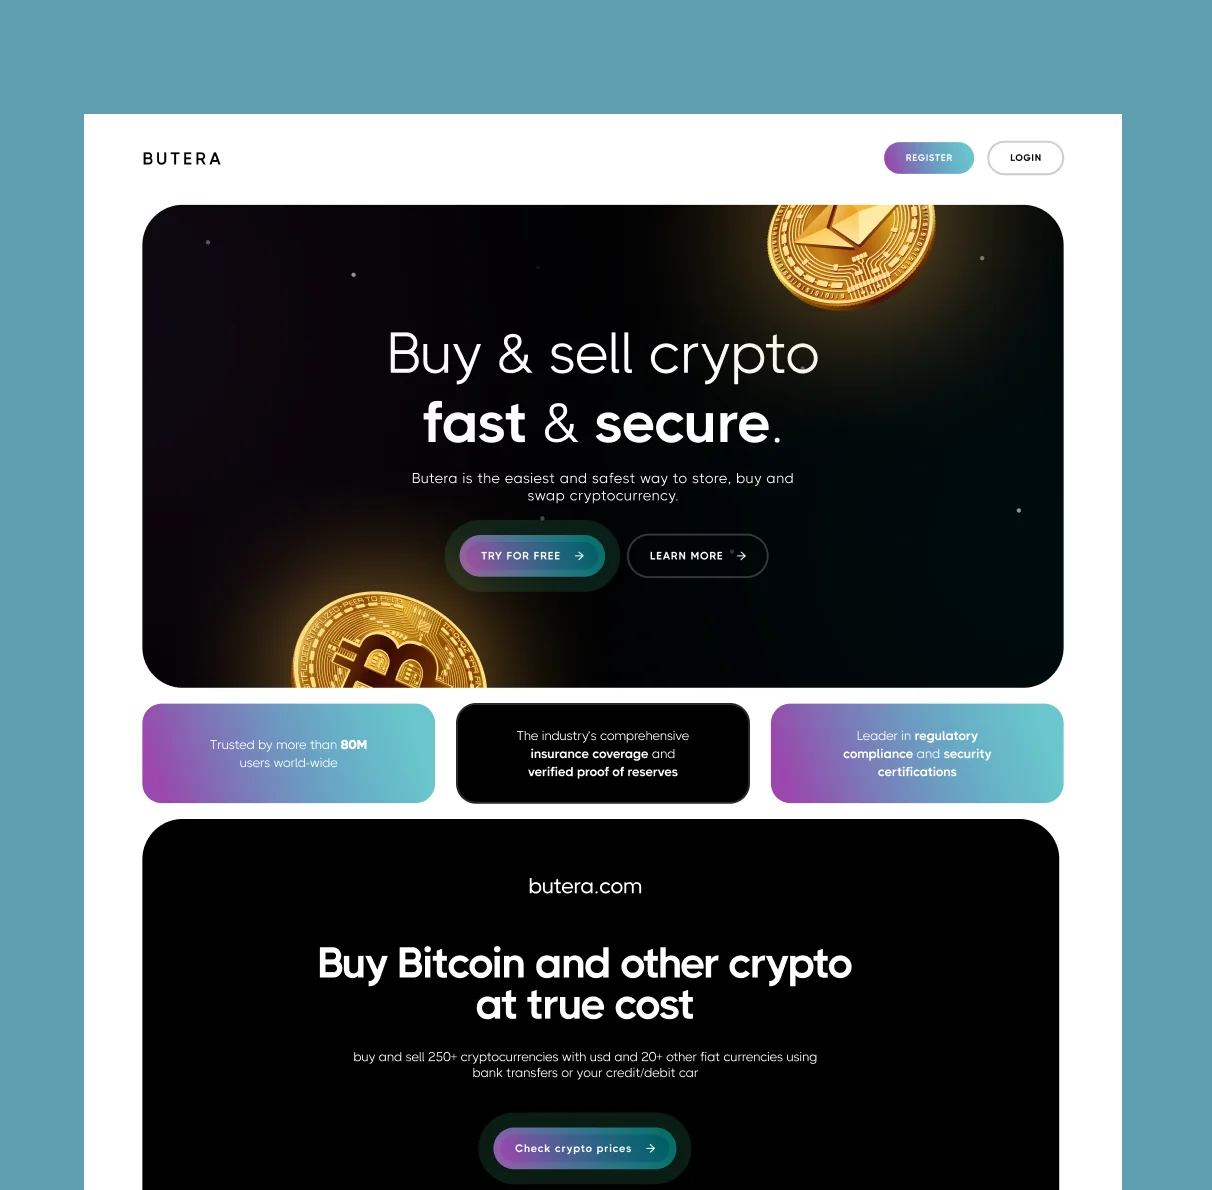 BUTERA
REGISTER
LOGIN
Buy & sell crypto
fast & secure.
Butera is the easiest and safest way to store, buy and
swap cryptocurrency.
TRY FOR FREE →
LEARN MORE →
PEER TO PEER
Trusted by more than 80M
users world-wide
The industry's comprehensive
insurance coverage and
verified proof of reserves
Leader in regulatory
compliance and security
certifications
butera.com
Buy Bitcoin and other crypto
at true cost
buy and sell 250+ cryptocurrencies with usd and 20+ other fiat currencies using
bank transfers or your credit/debit car
Check crypto prices →